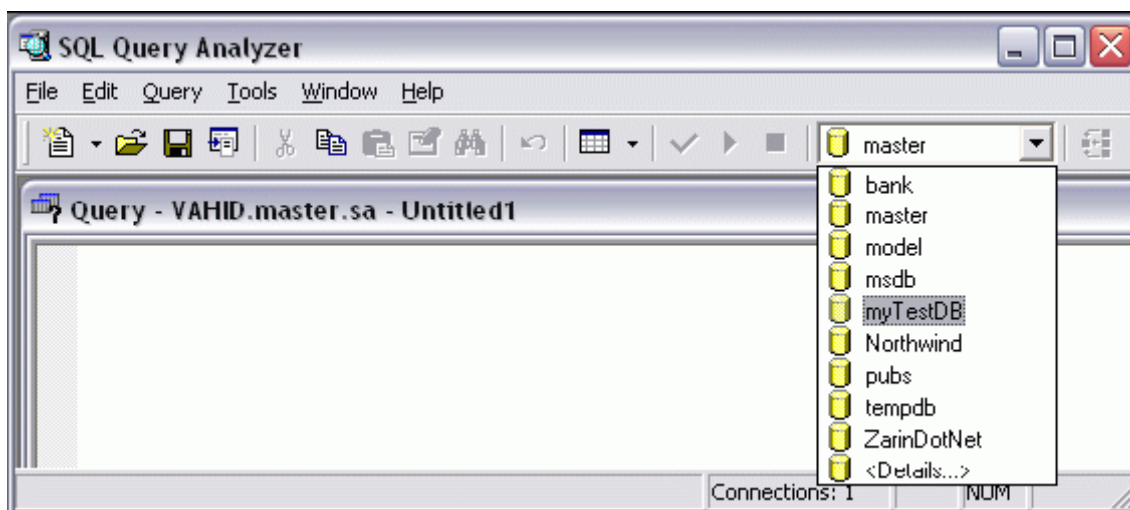 SQL Query Analyzer
File Edit Query Tools Window Help
master
Query - VAHID.master.sa - Untitled1
bank
master
model
msdb
myTestDB
Northwind
pubs
tempdb
ZarinDotNet
<Details...>
Connections: 1 NUM